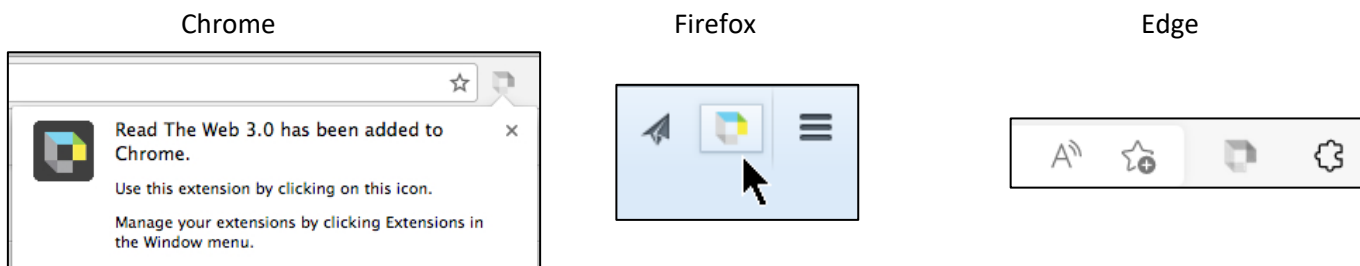 Chrome
Firefox
Edge
Read The Web 3.0 has been added to
Chrome.
Use this extension by clicking on this icon.
Manage your extensions by clicking Extensions in
the Window menu.
A